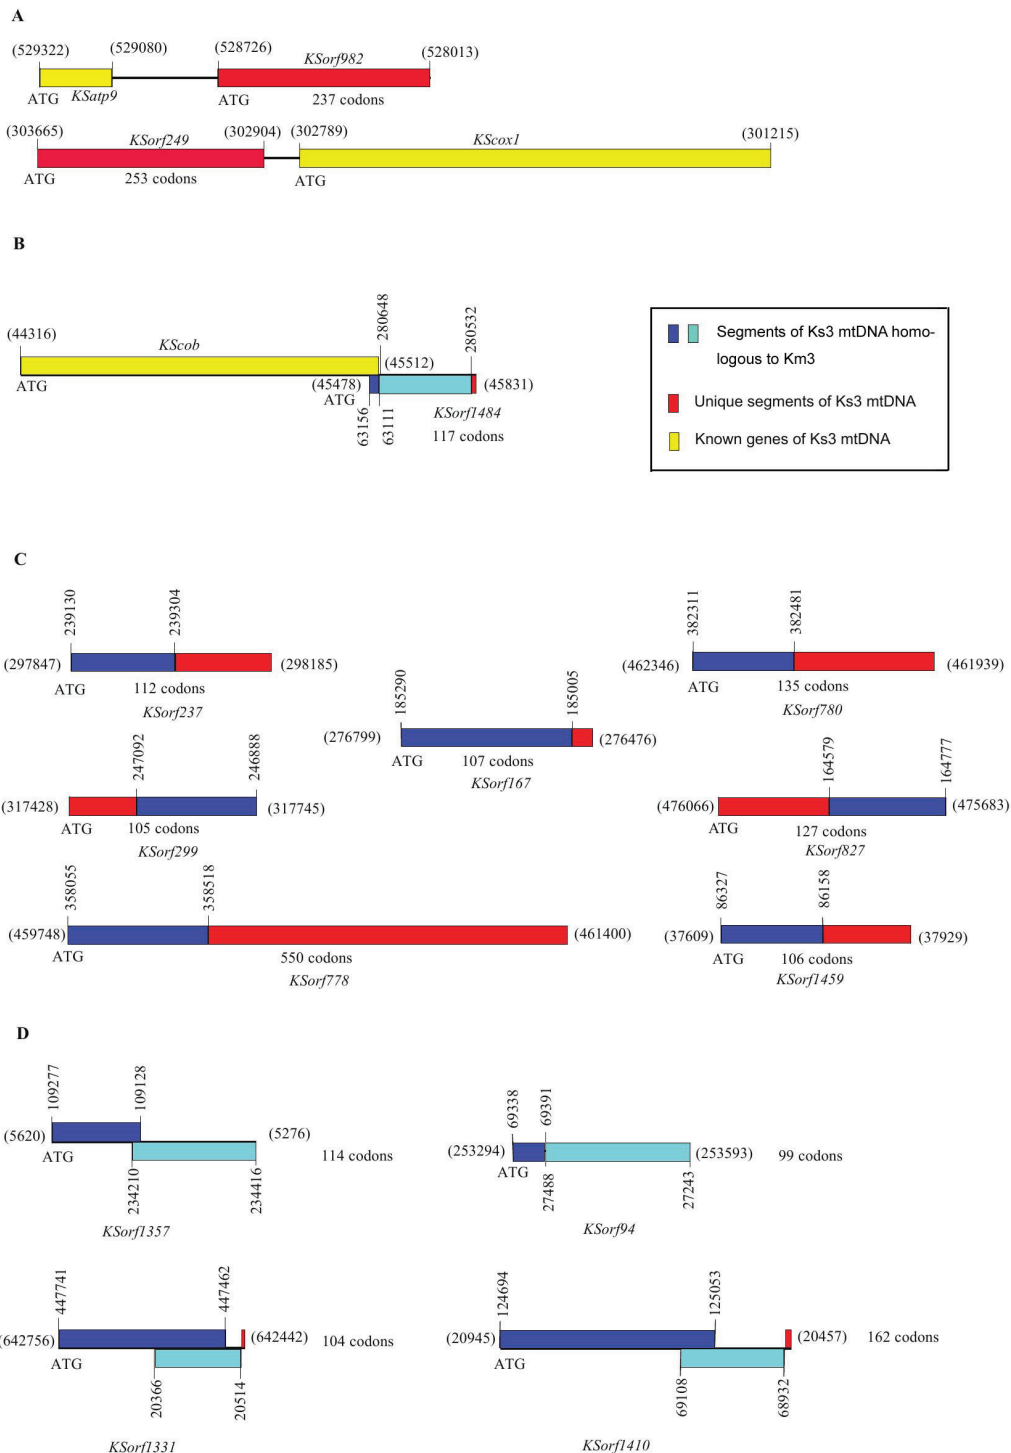 A
(529322) (529080) (528726) (528013)
KSorf982
KSatp9
ATG ATG 237 codons
(303665) KSorf249 (302904) (302789) KScox1 (301215)
ATG 253 codons ATG
B
(44316) KScob 280648 280532
(45512)
ATG (45478) (45831)
ATG KSorf1484
63156 63111 117 codons
Segments of Ks3 mtDNA homo-
logous to Km3
Unique segments of Ks3 mtDNA
Known genes of Ks3 mtDNA
C
239130 239304
(297847) (298185)
ATG 112 codons
KSorf237
185290 185005
(276799) (276476)
ATG 107 codons
KSorf167
382311 382481
(462346) (461939)
ATG 135 codons
KSorf780
247092 246888
(317428) (317745)
ATG 105 codons
KSorf299
164579 164777
(476066) (475683)
ATG 127 codons
KSorf827
358055 358518
(459748) (461400)
ATG 550 codons
KSorf778
86327 86158
(37609) (37929)
ATG 106 codons
KSorf1459
D
109277 109128
(5620) (5276)
ATG 114 codons
234210 234416
KSorf1357
69338 69391
(253294) (253593) 99 codons
ATG
27488 27243
KSorf94
447741 447462
(642756) (642442) 104 codons
ATG
20366 20514
KSorf1331
124694 125053
(20945) (20457) 162 codons
ATG
69108 68932
KSorf1410